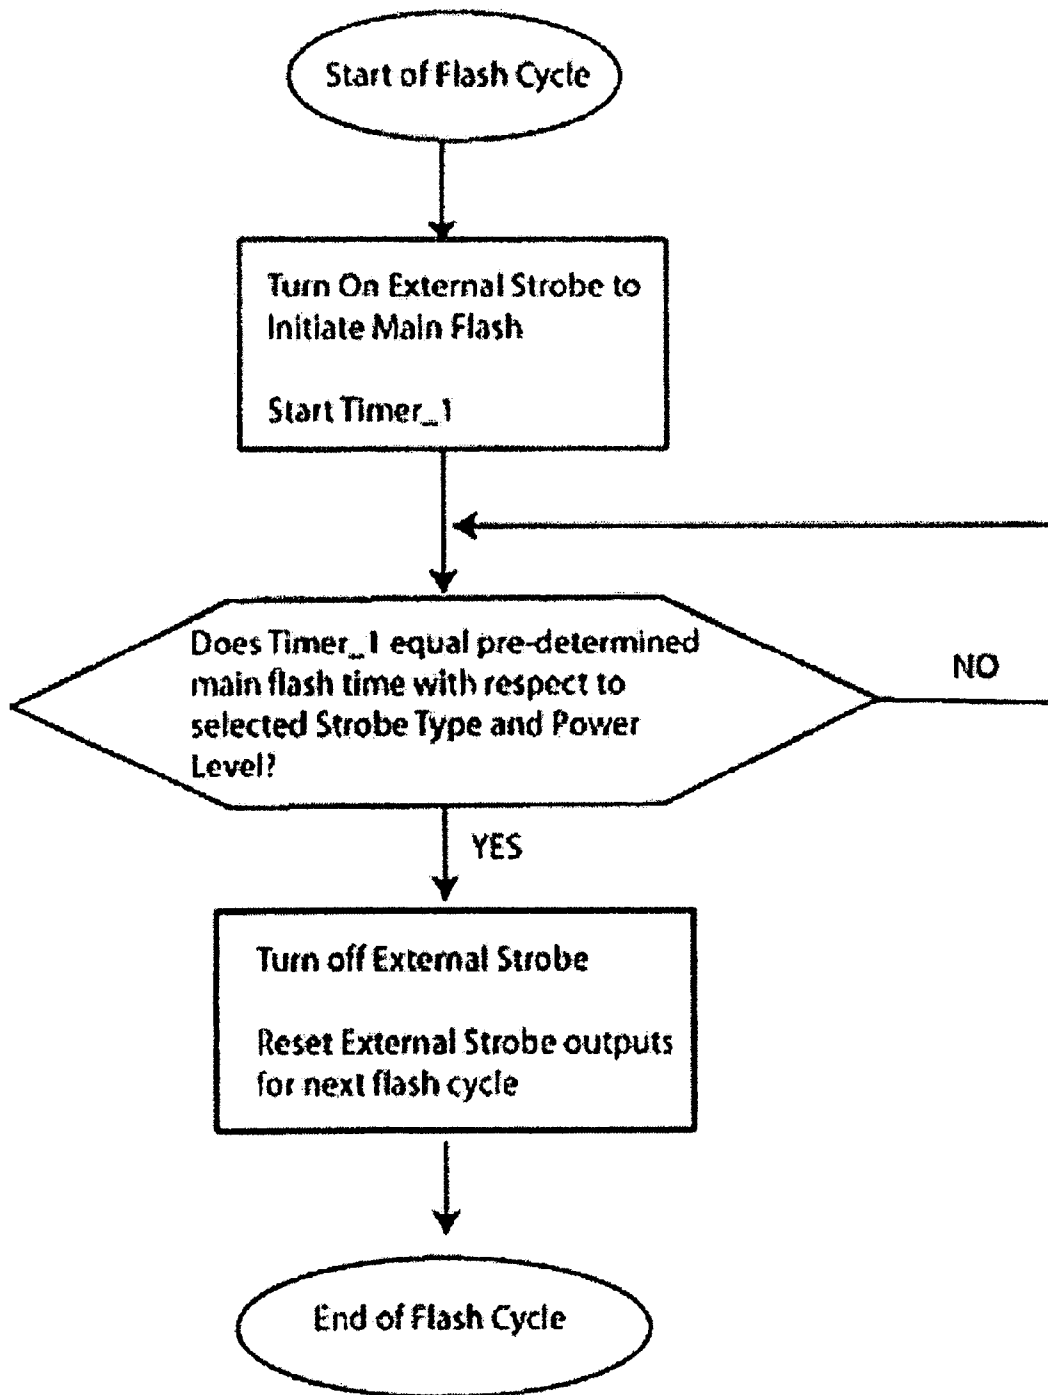 Start of Flash Cycle
Turn On External Strobe to
Initiate Main Flash
Start Timer_1
Does Timer_1 equal pre-determined
main flash time with respect to
selected Strobe Type and Power
Level?
NO
YES
Turn off External Strobe
Reset External Strobe outputs
for next flash cycle
End of Flash Cycle